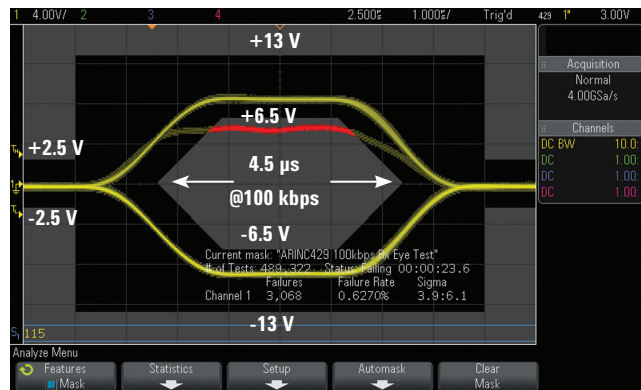 1 4.00V/ 2 3 4 2.500s 1.000s/ Trig'd 429 1" 3.00V
+13 V
Acquisition
Normal
4.00GSa/s
+6.5 V
Channels
+2.5 V
DC BW 10.0:
DC 1.00:
4.5 µs
DC 1.00:
DC 1.00:
@100 kbps
-2.5 V
-6.5 V
Current mask: "ARINC429 100kbps Rx Eye Test"
# of Tests: 489,322 Status: Failing 00:00:23.6
Failures Failure Rate Sigma
Channel 1 3,068 0.6270% 3.9:6.1
-13 V
115
Analyze Menu
Features Statistics Setup Automask Clear
Mask Mask